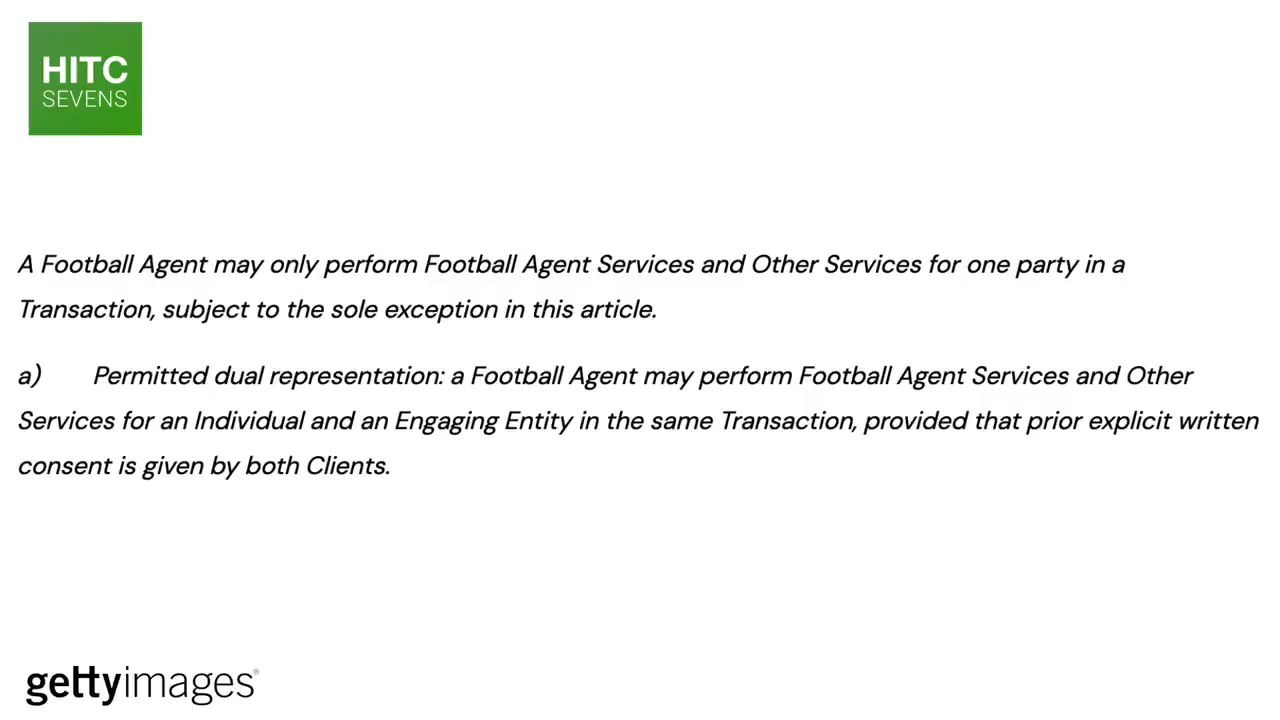 HITC
SEVENS
A Football Agent may only perform Football Agent Services and Other Services for one party in a
Transaction, subject to the sole exception in this article.
a) Permitted dual representation: a Football Agent may perform Football Agent Services and Other
Services for an Individual and an Engaging Entity in the same Transaction, provided that prior explicit written
consent is given by both Clients.
gettyimages®